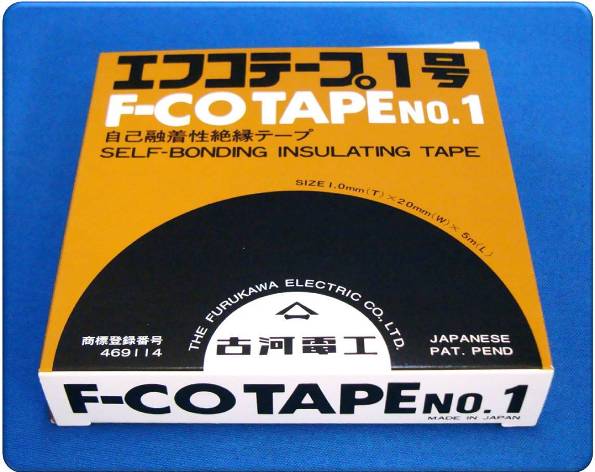 エフコテープ。1号
F-CO TAPE NO.1
自己融着性絶縁テープ
SELF-BONDING INSULATING TAPE
SIZE 1.0mm(T)×20mm(W)×5m(L)
THE FURUKAWA ELECTRIC CO., LTD.
古河電工
商標登録番号
469114
JAPANESE
PAT. PEND
F-CO TAPE NO.1
MADE IN JAPAN